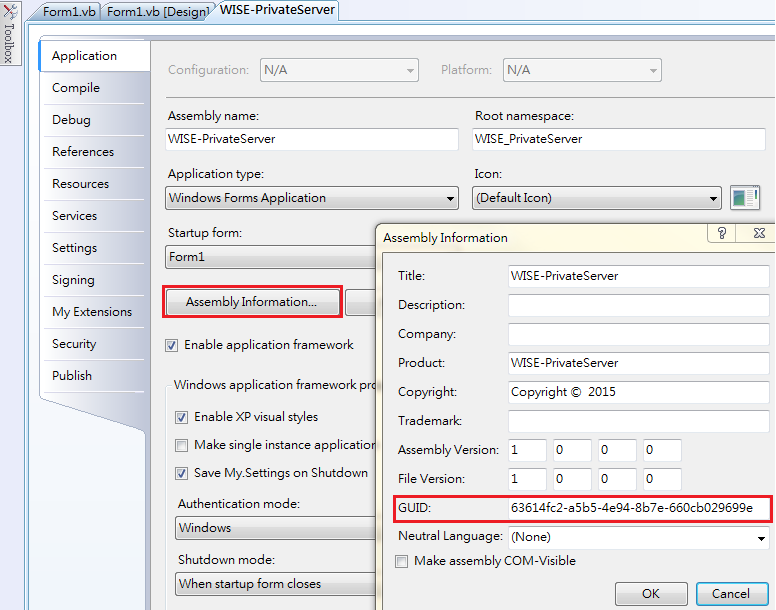 Toolbox
Form1.vb
Form1.vb [Design]
WISE-PrivateServer
Application
Compile
Debug
References
Resources
Services
Settings
Signing
My Extensions
Security
Publish
Configuration: N/A
Platform: N/A
Assembly name:
WISE-PrivateServer
Root namespace:
WISE_PrivateServer
Application type:
Windows Forms Application
Icon:
(Default Icon)
Startup form:
Form1
Assembly Information...
Enable application framework
Windows application framework pro
Enable XP visual styles
Make single instance application
Save My.Settings on Shutdown
Authentication mode:
Windows
Shutdown mode:
When startup form closes
Assembly Information
?
Title: WISE-PrivateServer
Description:
Company:
Product: WISE-PrivateServer
Copyright: Copyright © 2015
Trademark:
Assembly Version: 1 0 0 0
File Version: 1 0 0 0
GUID: 63614fc2-a5b5-4e94-8b7e-660cb029699e
Neutral Language: (None)
Make assembly COM-Visible
OK
Cancel